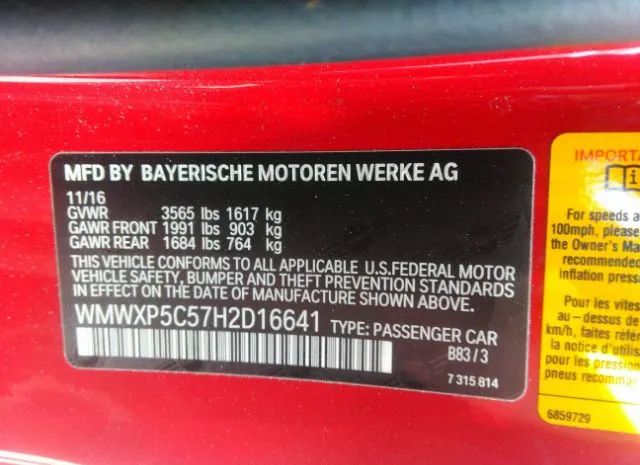 MFD BY BAYERISCHE MOTOREN WERKE AG
11/16
GVWR 3565 lbs 1617 kg
GAWR FRONT 1991 lbs 903 kg
GAWR REAR 1684 lbs 764 kg
THIS VEHICLE CONFORMS TO ALL APPLICABLE U.S.FEDERAL MOTOR
VEHICLE SAFETY, BUMPER AND THEFT PREVENTION STANDARDS
IN EFFECT ON THE DATE OF MANUFACTURE SHOWN ABOVE.
WMWXP5C57H2D16641 TYPE: PASSENGER CAR
B83/3
7 315 814
IMPORTA
For speeds a
100mph, please
the Owner's Ma
recommended
inflation press
Pour les vites
au - dessus de
km/h, faire ré
la notice d'
pour les pression
pneus recomma
6859729